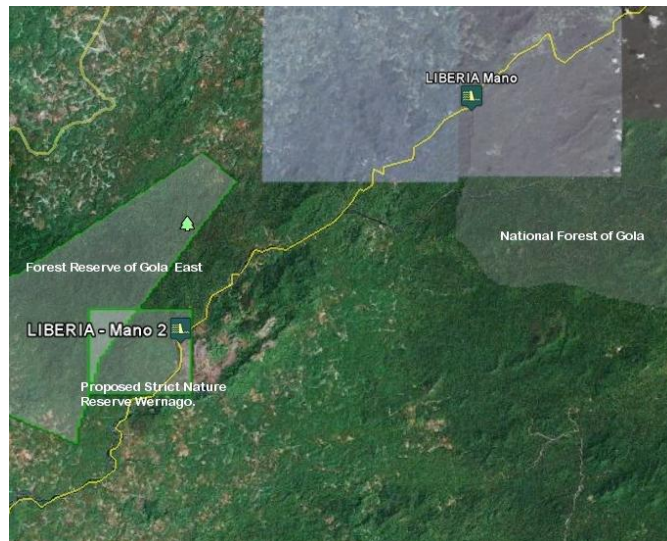 LIBERIA Mano
National Forest of Gola
Forest Reserve of Gola East
LIBERIA - Mano 2
Proposed Strict Nature
Reserve Wernago.